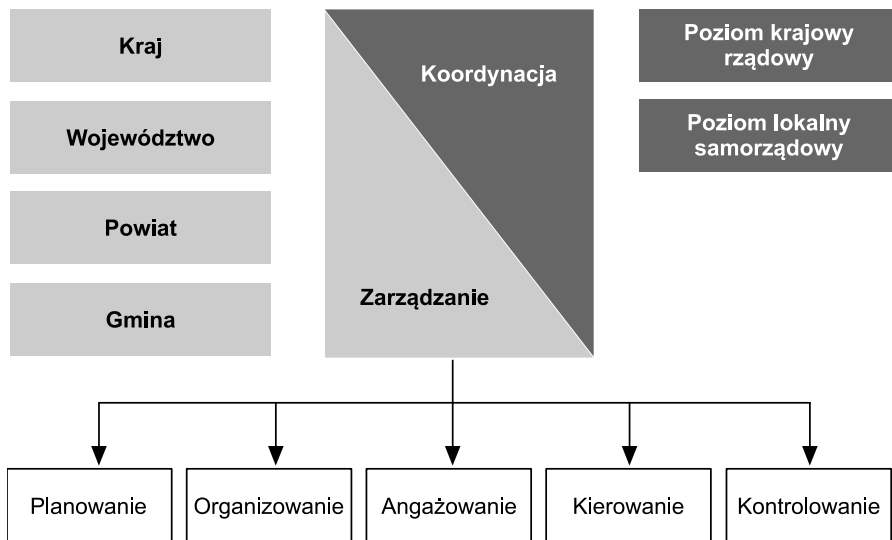 Kraj
Województwo
Powiat
Gmina
Koordynacja
Zarządzanie
Poziom krajowy
rządowy
Poziom lokalny
samorządowy
Planowanie
Organizowanie
Angażowanie
Kierowanie
Kontrolowanie